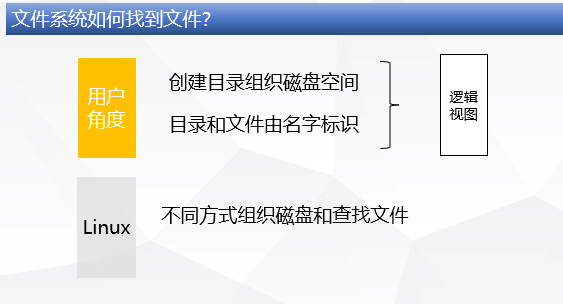 文件系统如何找到文件？
用户
角度
创建目录组织磁盘空间
目录和文件由名字标识
逻辑
视图
Linux
不同方式组织磁盘和查找文件